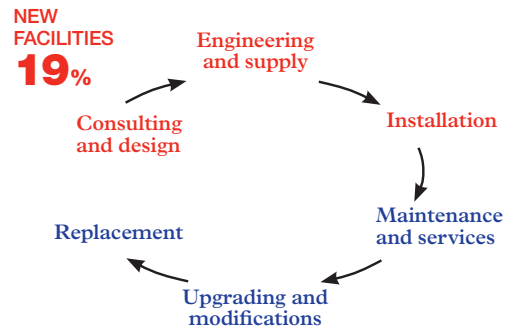 NEW
FACILITIES
19%
Engineering
and supply
Consulting
and design
Installation
Maintenance
and services
Replacement
Upgrading and
modifications